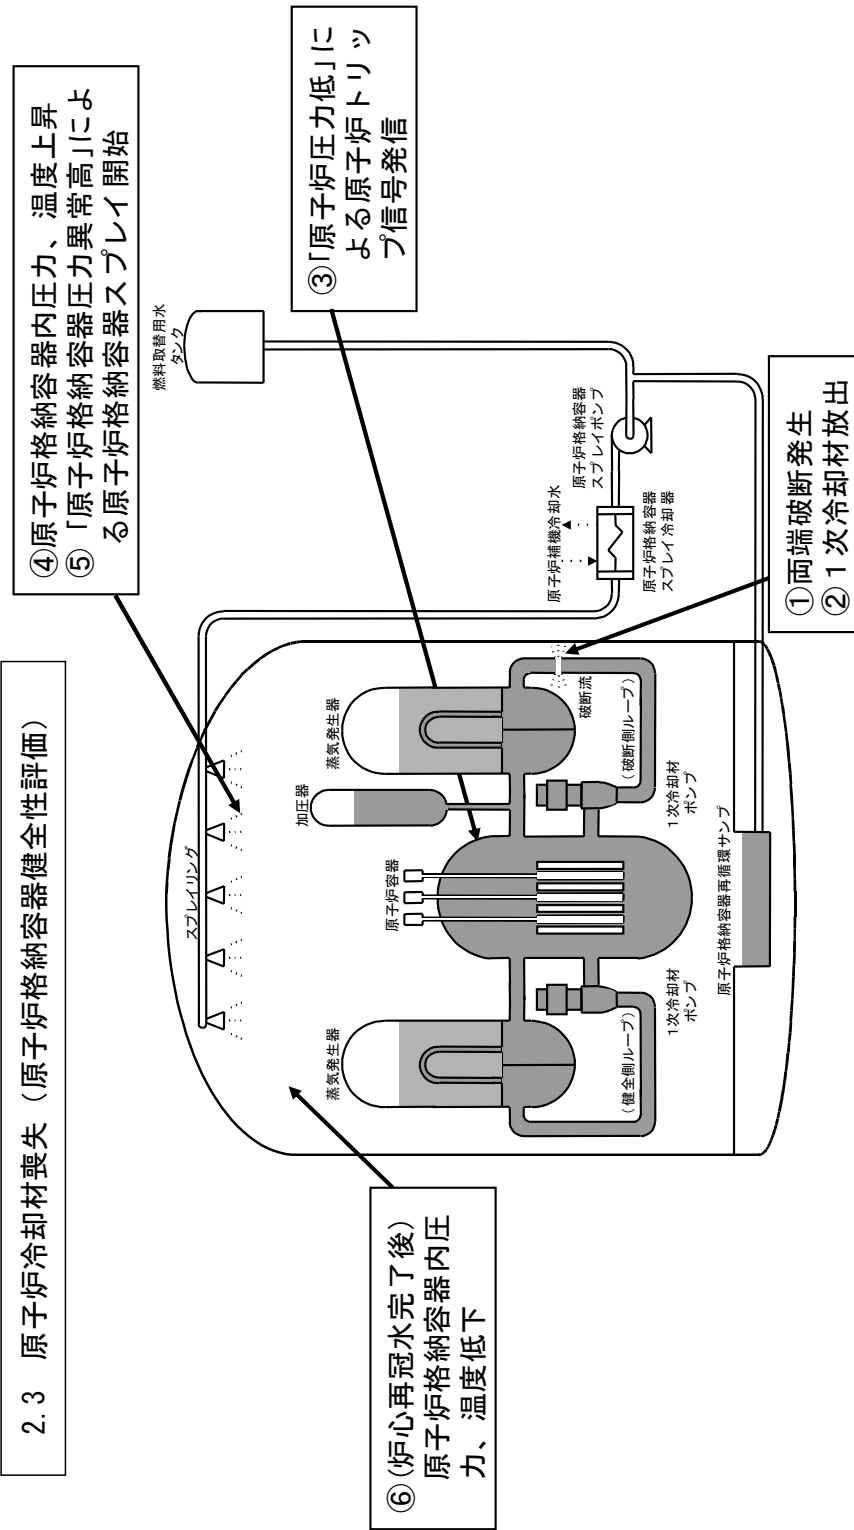 2.3 原子炉冷却材喪失（原子炉格納容器健全性評価）
④原子炉格納容器内圧力、温度上昇
⑤「原子炉格納容器圧力異常高」によ
る原子炉格納容器スプレイ開始
③「原子炉圧力低」に
よる原子炉トリッ
プ信号発信
⑥(炉心再冠水完了後)
原子炉格納容器内圧
力、温度低下
①両端破断発生
②１次冷却材放出
燃料取替用水
タンク
スプレイリング
蒸気発生器
原子炉容器
加圧器
蒸気発生器
原子炉補機冷却水
原子炉格納容器
スプレイポンプ
原子炉格納容器
スプレイ冷却器
破断流
（健全側ループ）
１次冷却材
ポンプ
１次冷却材
ポンプ
（破断側ループ）
原子炉格納容器再循環サンプ